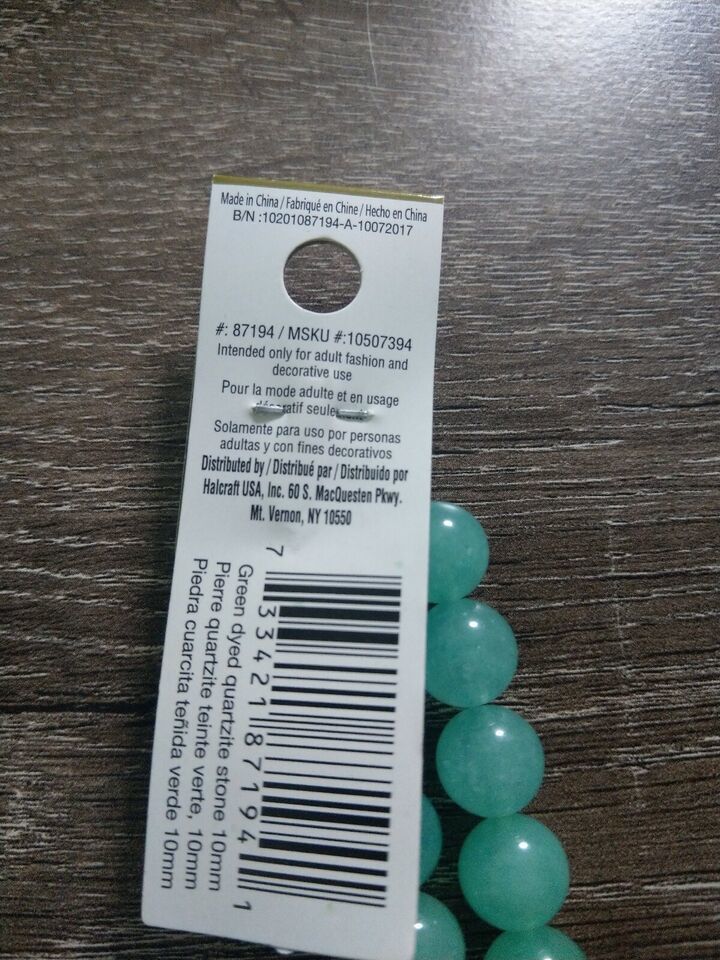 Made in China / Fabriqué en Chine / Hecho en China
B/N :10201087194-A-10072017
#: 87194 / MSKU #:10507394
Intended only for adult fashion and
decorative use
Pour la mode adulte et en usage
ratif seule
Solamente para uso por personas
adultas y con fines decorativos
Distributed by / Distribué par / Distribuido por
Halcraft USA, Inc. 60 S. MacQuesten Pkwy.
Mt. Vernon, NY 10550
7 33421 87194 1
Green dyed quartzite stone 10mm
Pierre quartzite teinte verte, 10mm
Piedra cuarcita teñida verde 10mm